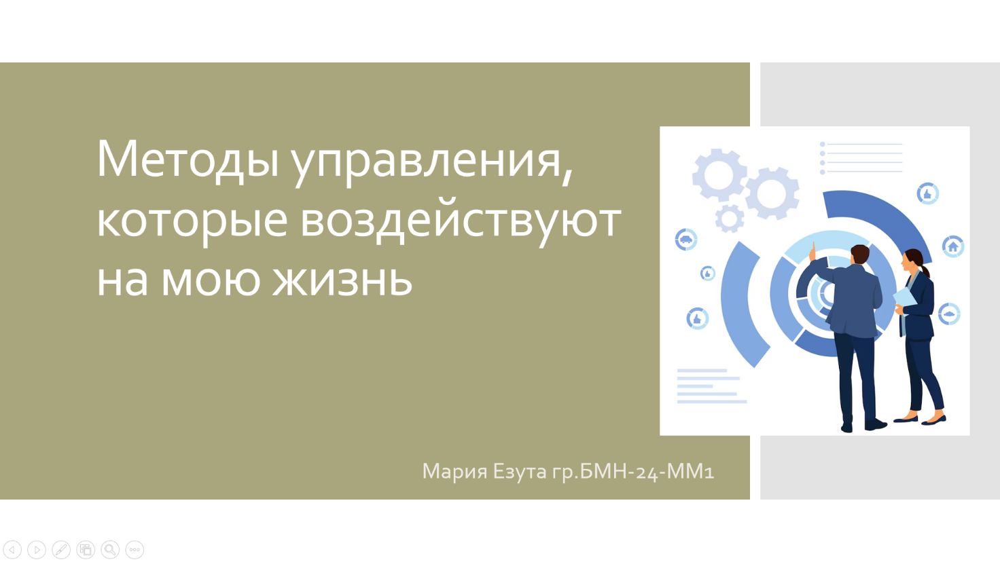 Методы управления,
которые воздействуют
на мою жизнь
Мария Езута гр.БМН-24-ММ1